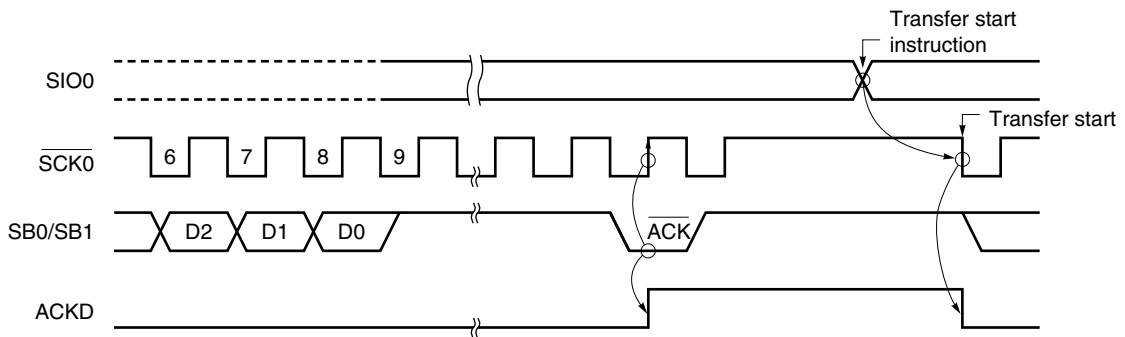 Transfer start
instruction
SIO0
Transfer start
SCK0
6 7 8 9
SB0/SB1
D2 D1 D0 ACK
ACKD